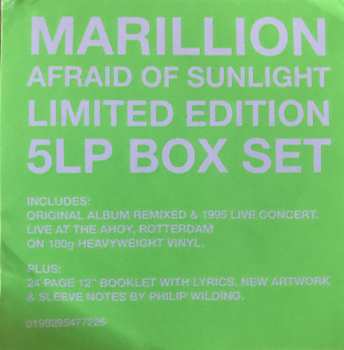 MARILLION
AFRAID OF SUNLIGHT
LIMITED EDITION
5LP BOX SET
INCLUDES:
ORIGINAL ALBUM REMIXED & 1995 LIVE CONCERT.
LIVE AT THE AHOY, ROTTERDAM
ON 180g HEAVYWEIGHT VINYL.
PLUS:
24 PAGE 12" BOOKLET WITH LYRICS, NEW ARTWORK
& SLEEVE NOTES BY PHILIP WILDING.
0190295477226